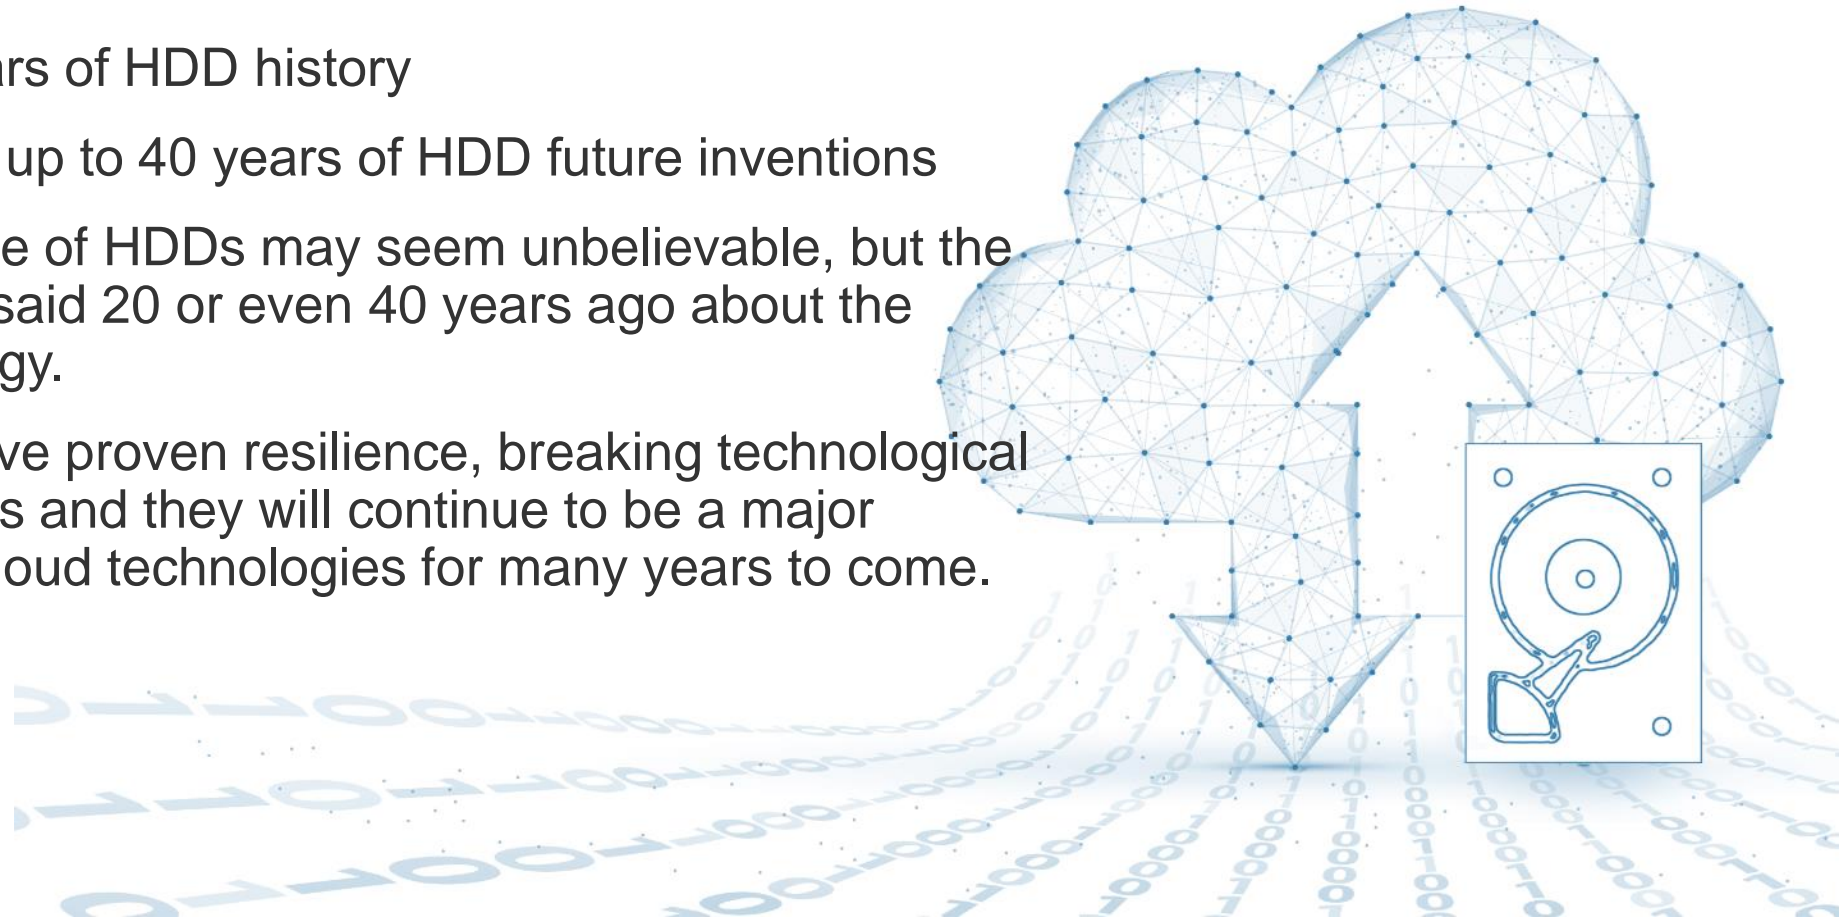 rs of HDD history
up to 40 years of HDD future inventions
e of HDDs may seem unbelievable, but the
said 20 or even 40 years ago about the
gy.
ve proven resilience, breaking technological
s and they will continue to be a major
oud technologies for many years to come.